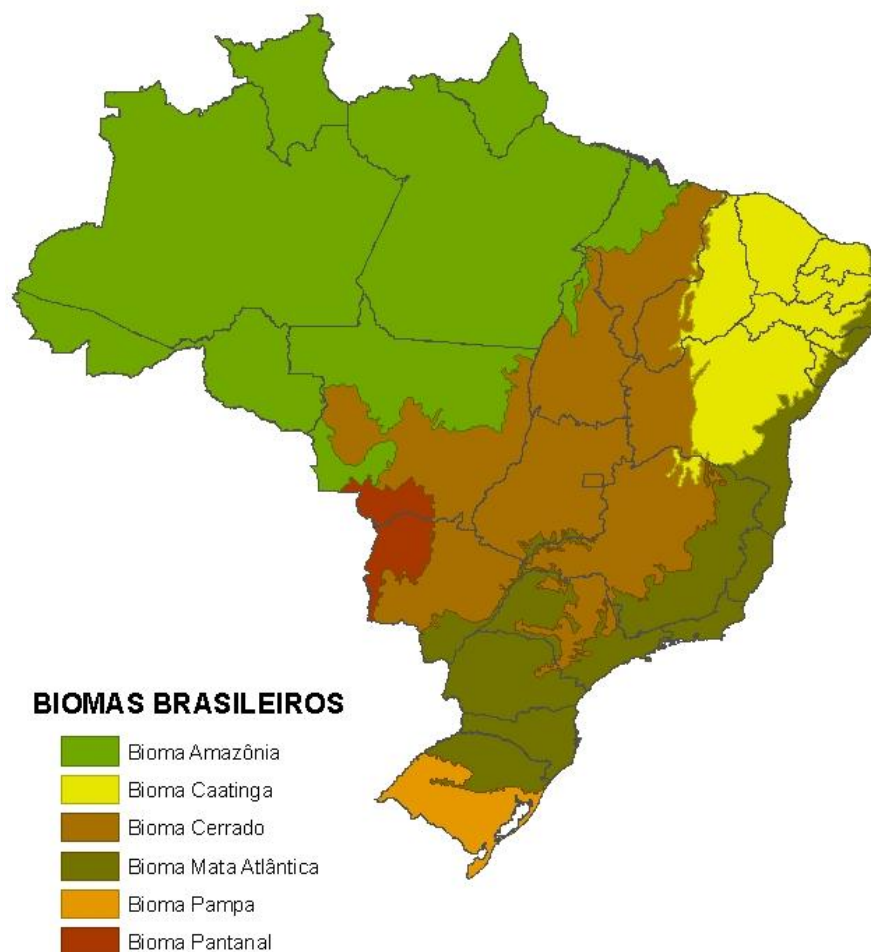 BIOMAS BRASILEIROS
Bioma Amazônia
Bioma Caatinga
Bioma Cerrado
Bioma Mata Atlântica
Bioma Pampa
Bioma Pantanal